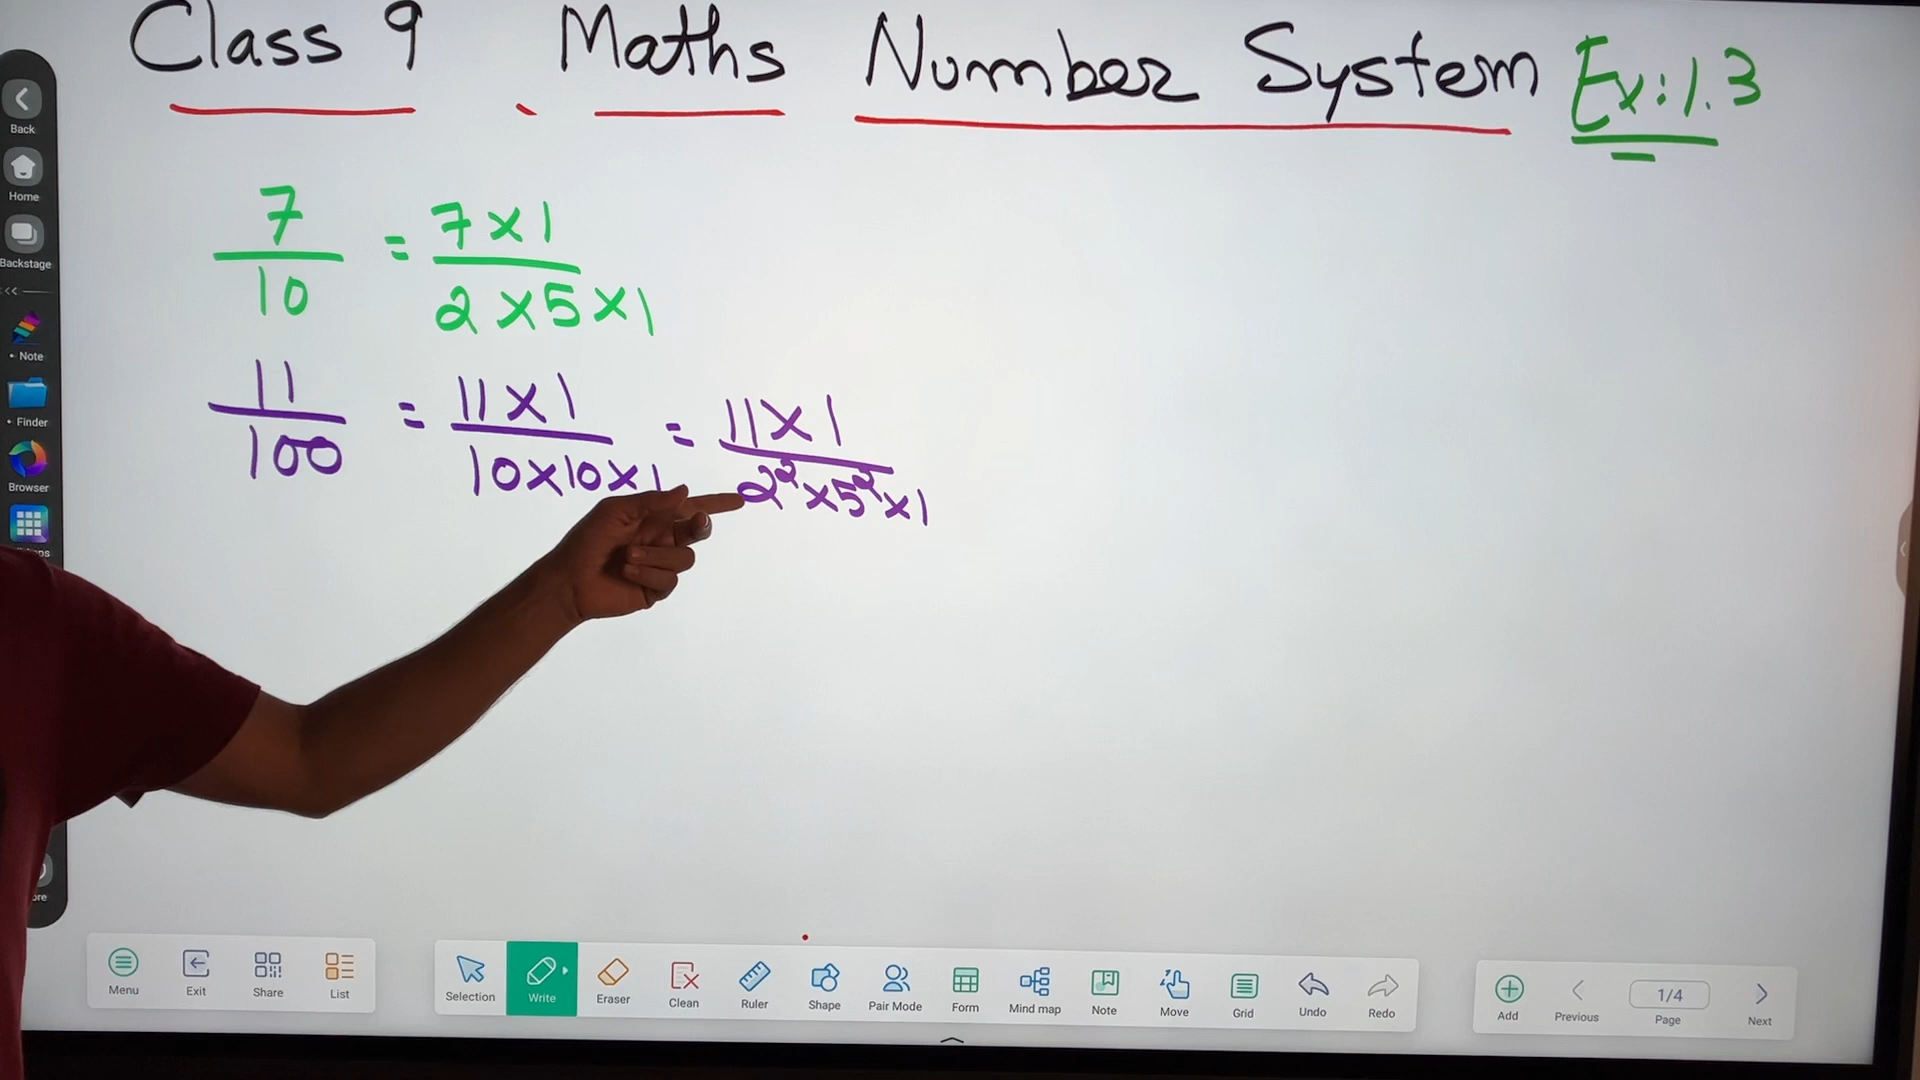 Class 9 Maths Number System Ex:1.3
Back
Home
Backstage
Note
Finder
Browser
7/10 = 7×1/2×5×1
11/100 = 11×1/10×10×1 = 11×1/2²×5²×1
Menu Exit Share List
Selection Write Eraser Clean Ruler Shape Pair Mode Form Mind map Note Move Grid Undo Redo
Add Previous 1/4 Page Next